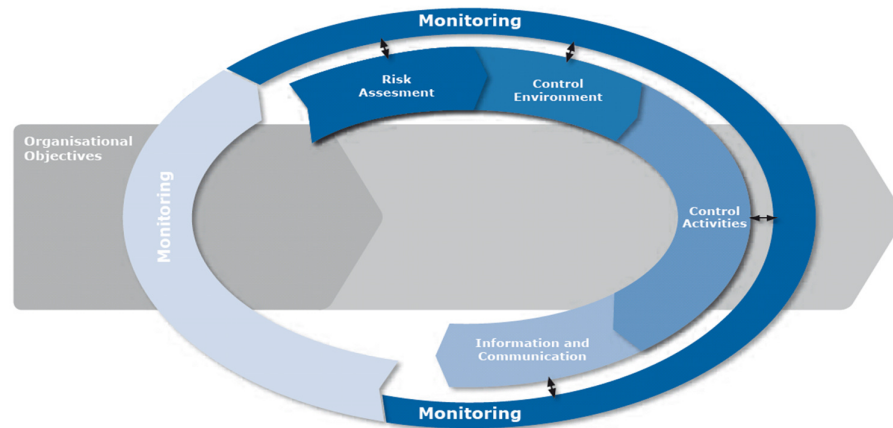 Monitoring
Risk
Assesment
Control
Environment
Organisational
Objectives
Monitoring
Control
Activities
Information and
Communication
Monitoring